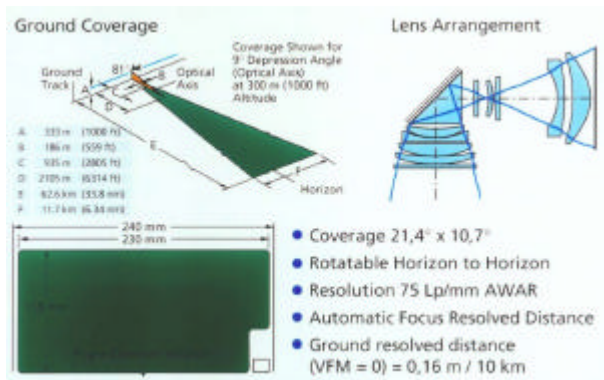 Ground Coverage
Lens Arrangement
Coverage Shown for
9° Depression Angle
(Optical Axis)
at 300 m (1000 ft)
Altitude
Ground
Track
Optical
Axis
A
B
D
E
F
Horizon
A 333 m (1000 ft)
B 186 m (559 ft)
C 935 m (2805 ft)
D 2105 m (6314 ft)
E 62.6 km (33.8 nmi)
F 11.7 km (6.34 nmi)
240 mm
230 mm
Coverage 21,4° x 10,7°
Rotatable Horizon to Horizon
Resolution 75 Lp/mm AWAR
Automatic Focus Resolved Distance
Ground resolved distance
(VFM = 0) = 0,16 m / 10 km